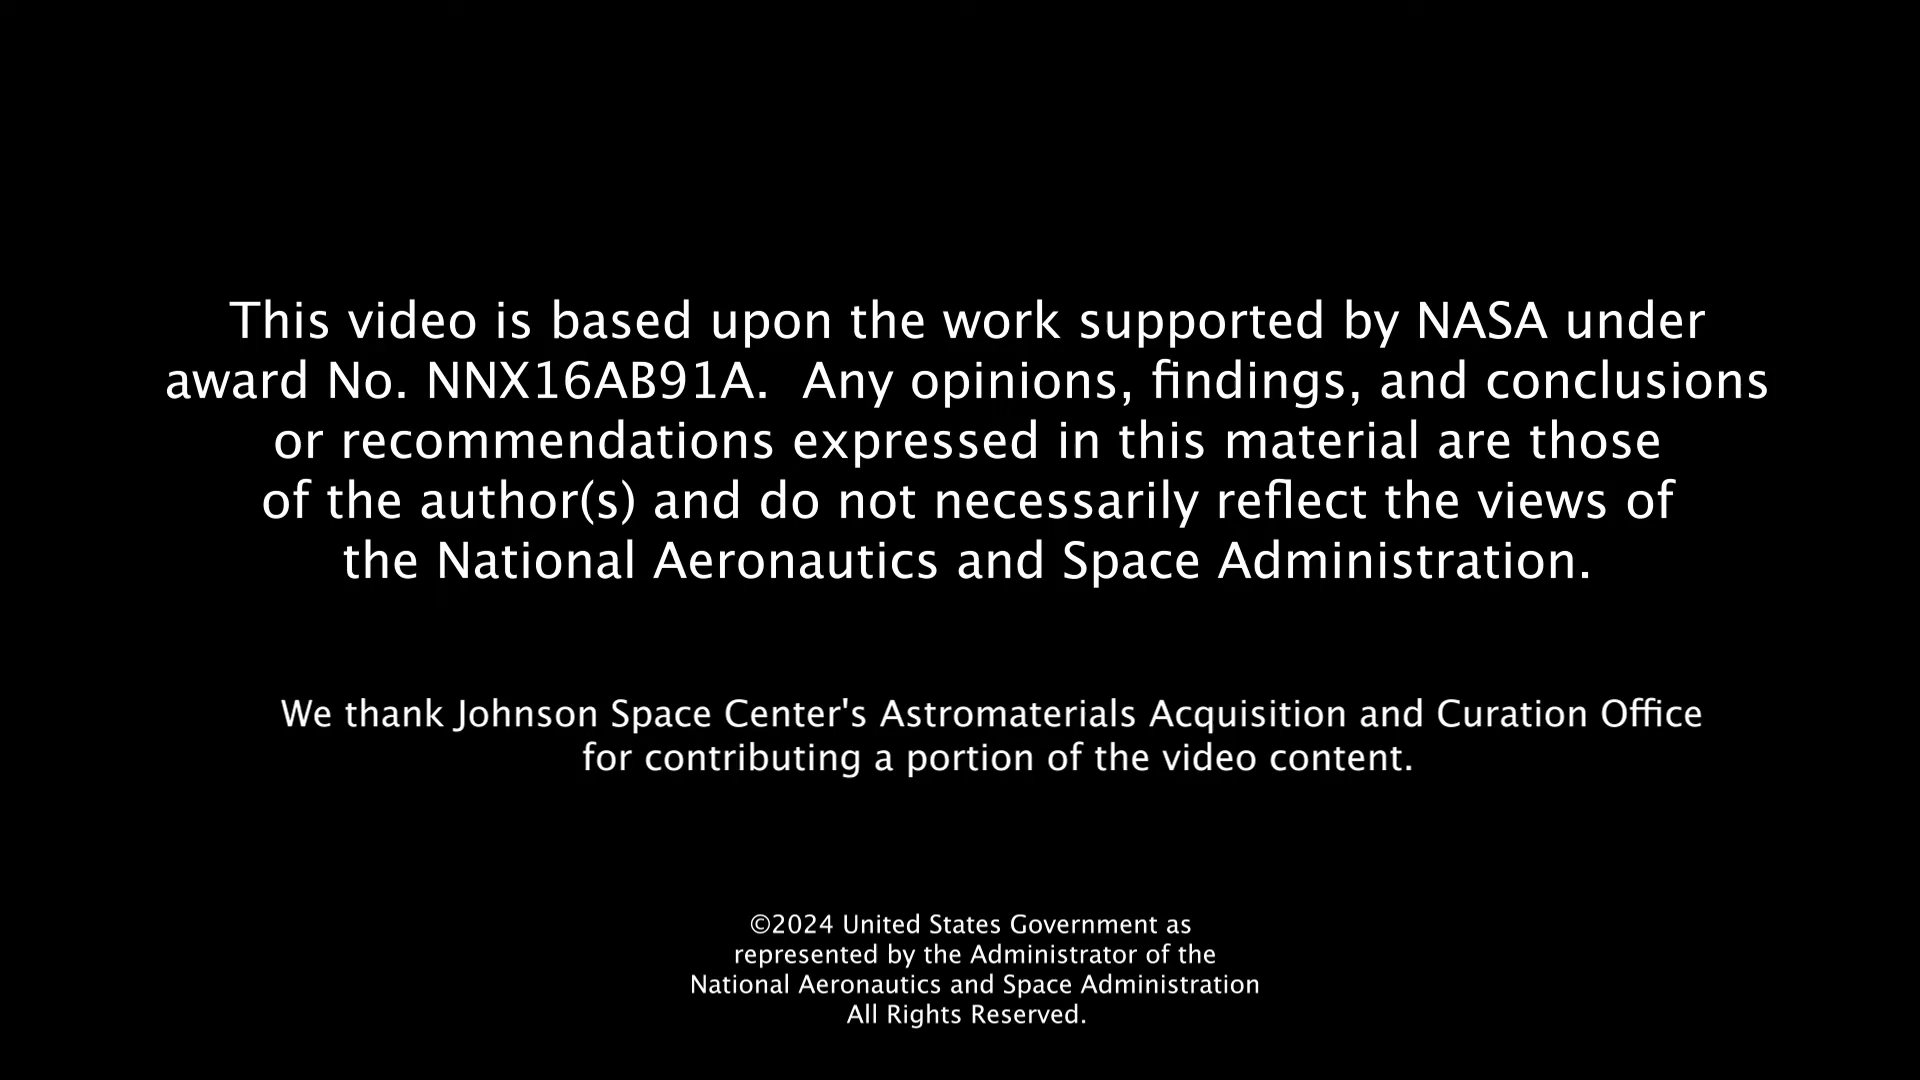 This video is based upon the work supported by NASA under
award No. NNX16AB91A.  Any opinions, findings, and conclusions
or recommendations expressed in this material are those
of the author(s) and do not necessarily reflect the views of
the National Aeronautics and Space Administration.
We thank Johnson Space Center's Astromaterials Acquisition and Curation Office
for contributing a portion of the video content.
©2024 United States Government as
represented by the Administrator of the
National Aeronautics and Space Administration
All Rights Reserved.